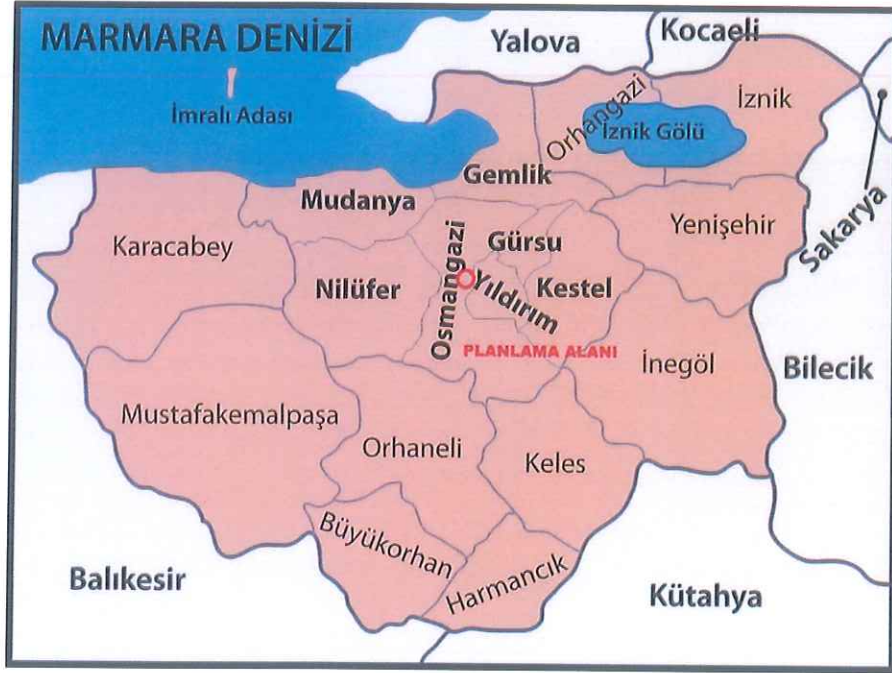 MARMARA DENİZİ
Yalova
Kocaeli
İmralı Adası
Orhangazi
İznik Gölü
İznik
Gemlik
Mudanya
Sakarya
Karacabey
Yenişehir
Gürsu
Nilüfer
Osmangazi
Yıldırım
Kestel
PLANLAMA ALANI
İnegöl
Bilecik
Mustafakemalpaşa
Orhaneli
Keles
Büyükorhan
Harmancık
Balıkesir
Kütahya